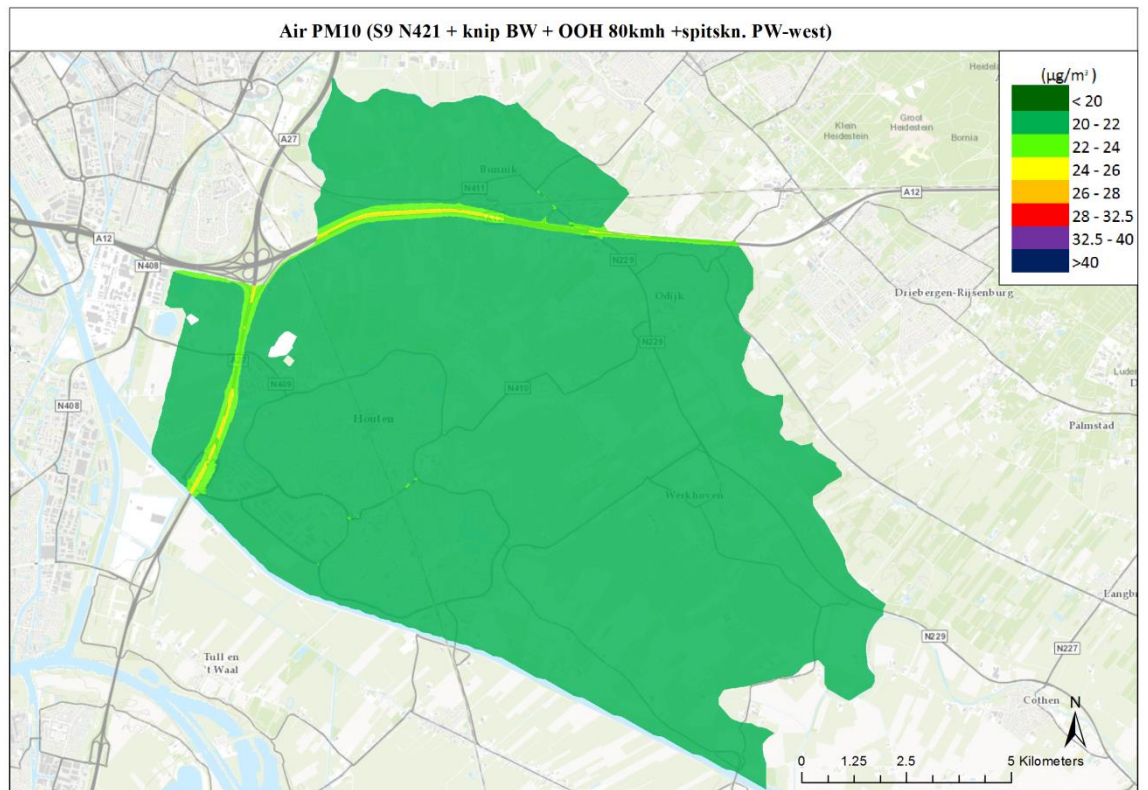 Air PM10 (S9 N421 + knip BW + OOH 80kmh +spitskn. PW-west)
(µg/m³)
< 20
20 - 22
22 - 24
24 - 26
26 - 28
28 - 32.5
32.5 - 40
>40
Klein
Heidestein
Groot
Heidestein
Bornia
A27
Bunnik
N411
A12
A12
N408
N229
Driebergen-Rijsenburg
Odijk
N229
N409
N410
N408
Houten
Palmstad
Werkhoven
Tull en
't Waal
N229
N227
Cothen
N
0 1.25 2.5 5 Kilometers